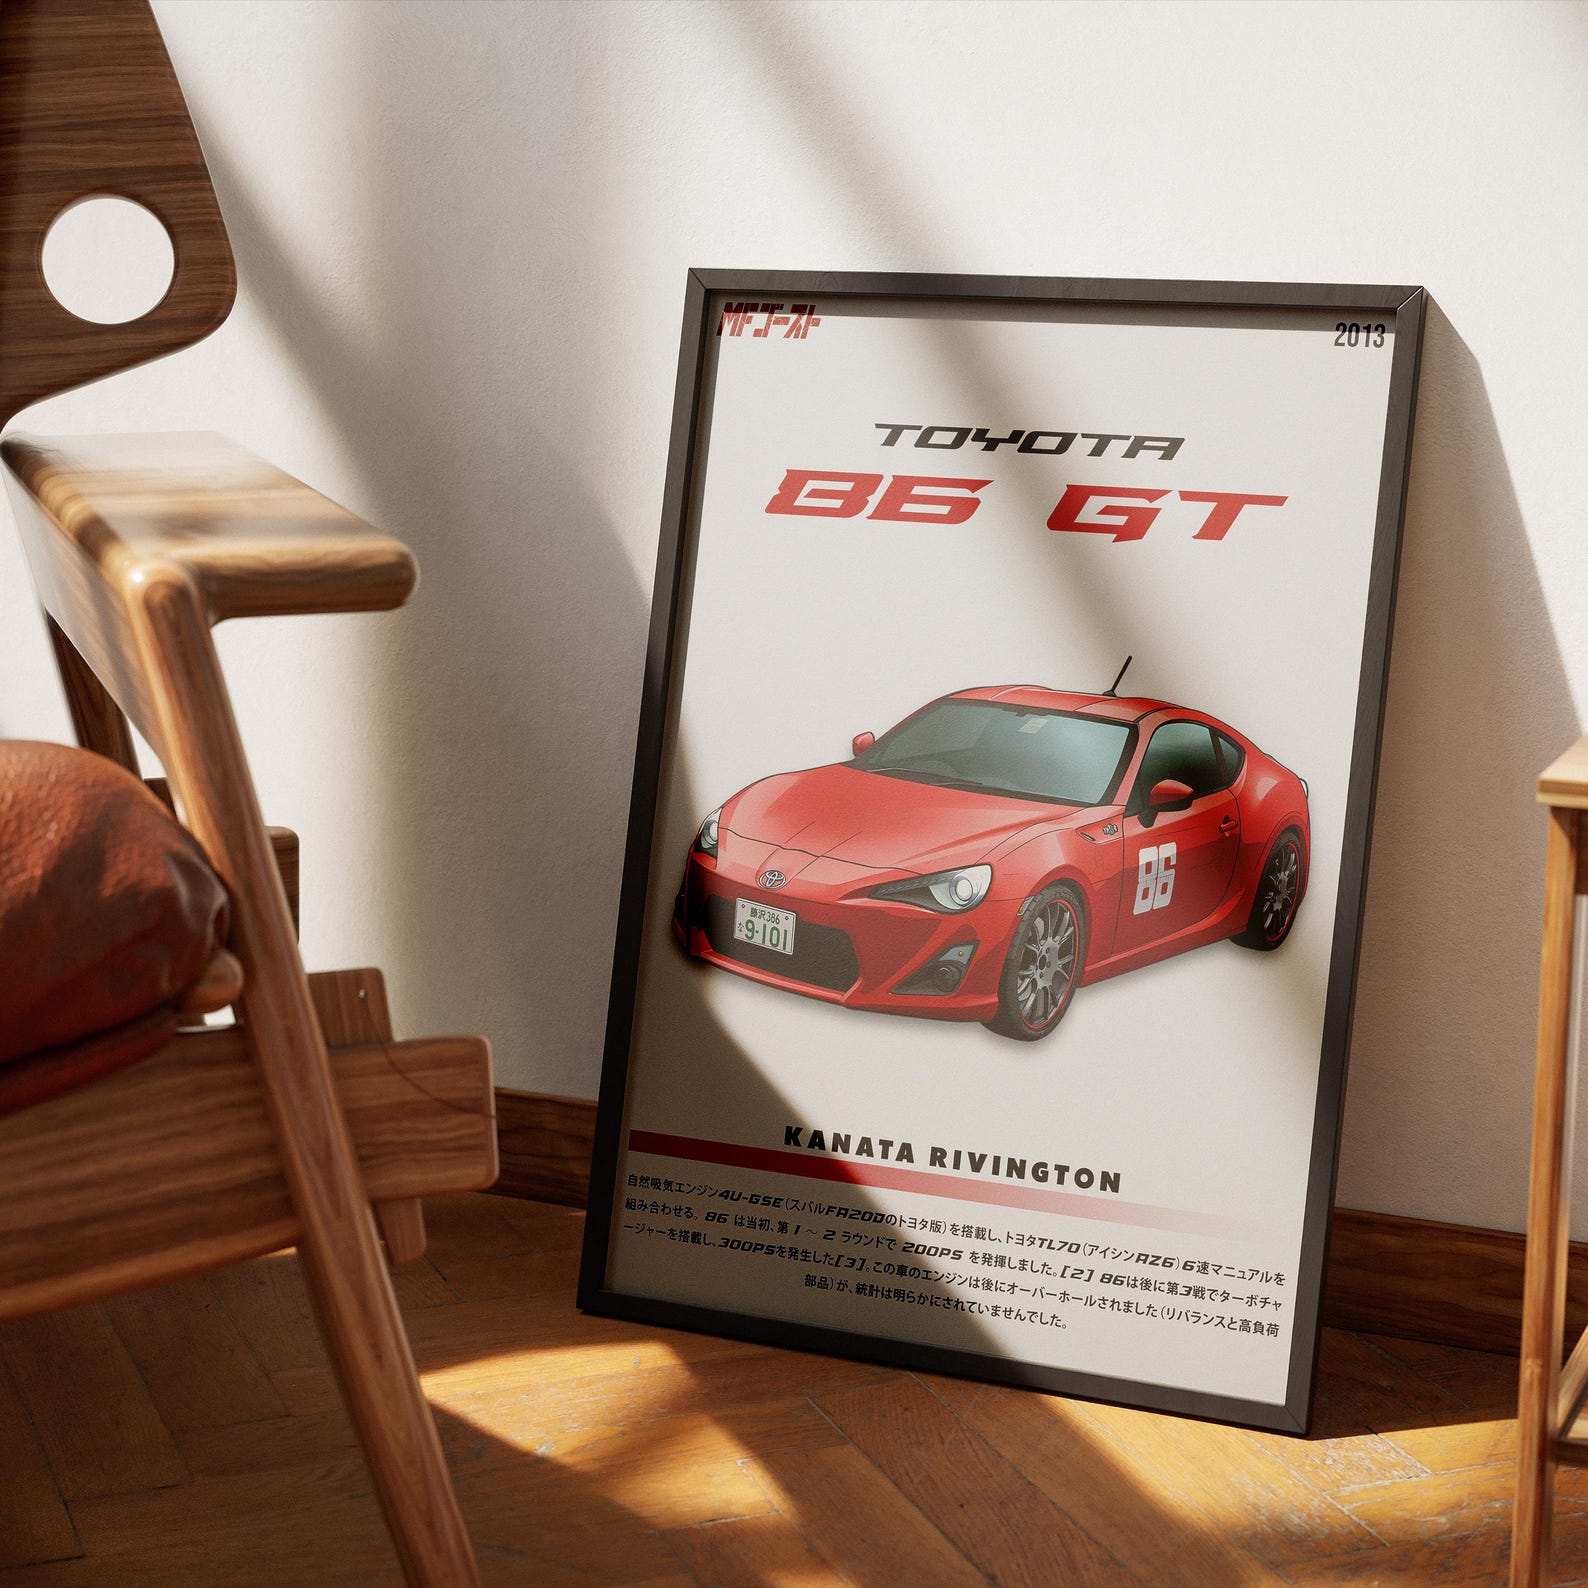 MFゴースト
2013
TOYOTA
86 GT
86
藤沢386
な9-101
KANATA RIVINGTON
自然吸気エンジン4U-GSE(スバルFA20Dのトヨタ版)を搭載し、トヨタTL70(アイシンAZ6)6速マニュアルを
組み合わせる。86 は当初、第 1 ～ 2 ラウンドで 200PS を発揮しました。[2] 86は後に第3戦でターボチャ
ージャーを搭載し、300PSを発生した[3]。この車のエンジンは後にオーバーホールされました(リバランスと高負荷
部品)が、統計は明らかにされていませんでした。